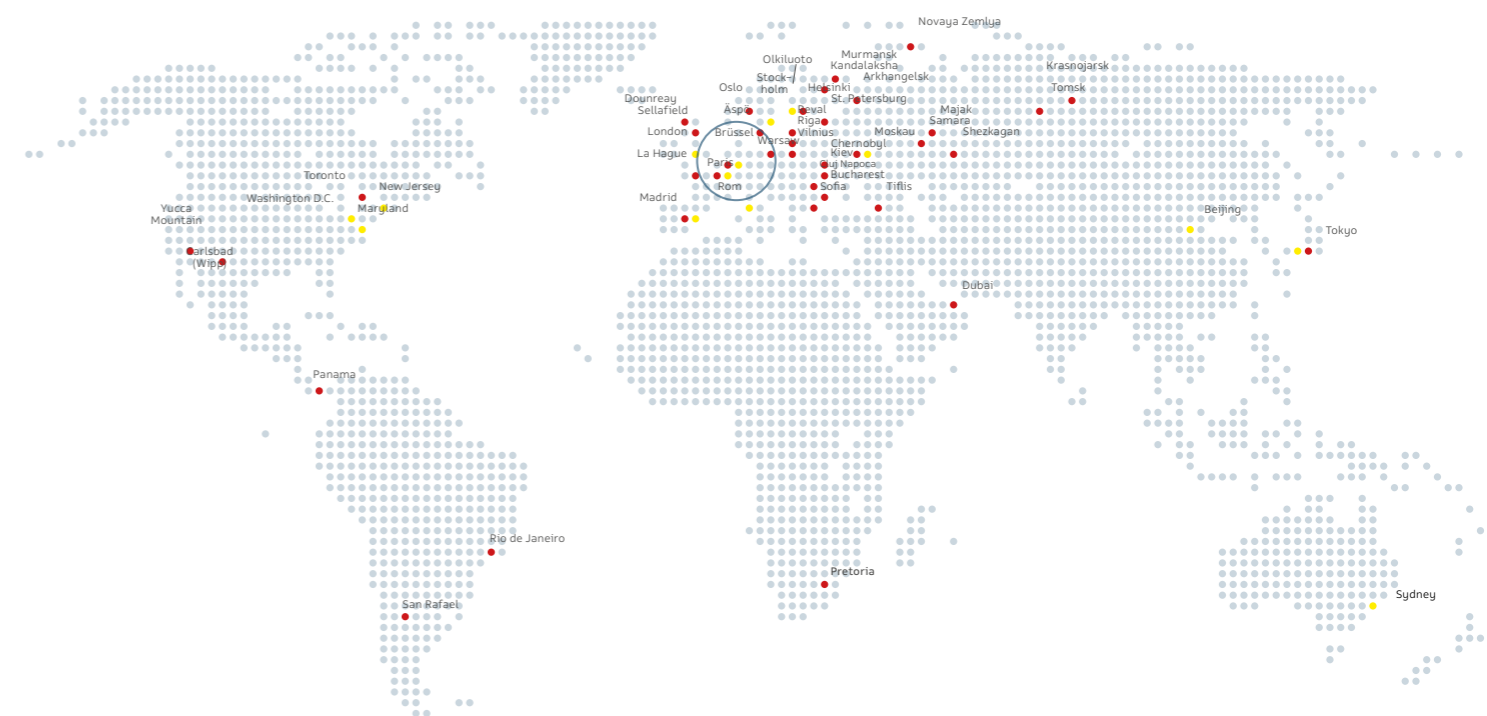 Novaya Zemlya
Murmansk
Kandalaksha
Arkhangelsk
Olkiluoto
Stock-
holm
Oslo
Helsinki
St. Petersburg
Krasnojarsk
Tomsk
Dounreay
Sellafield
Äspö
Reval
Riga
Majak
Samara
London
Brüssel
Vilnius
Moskau
Shezkagan
Warsaw
Chernobyl
La Hague
Paris
Kiev
Cluj Napoca
Bucharest
Toronto
New Jersey
Rom
Sofia
Tiflis
Washington D.C.
Madrid
Yucca
Mountain
Maryland
Beijing
Tokyo
Carlsbad
(Wipp)
Dubai
Panama
Rio de Janeiro
Pretoria
San Rafael
Sydney